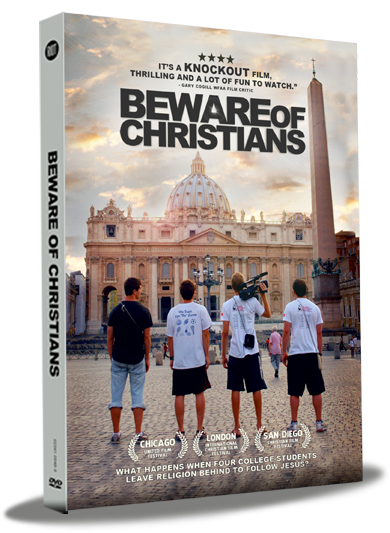 ★★★★
IT'S A KNOCKOUT FILM,
THRILLING AND A LOT OF FUN TO WATCH."
- GARY COGILL WFAA FILM CRITIC
BEWARE OF
CHRISTIANS
BEWARE OF CHRISTIANS
CHICAGO
UNITED FILM
FESTIVAL
LONDON
INTERNATIONAL
CHRISTIAN FILM
FESTIVAL
SAN DIEGO
CHRISTIAN FILM
FESTIVAL
WHAT HAPPENS WHEN FOUR COLLEGE STUDENTS
LEAVE RELIGION BEHIND TO FOLLOW JESUS?
DVD